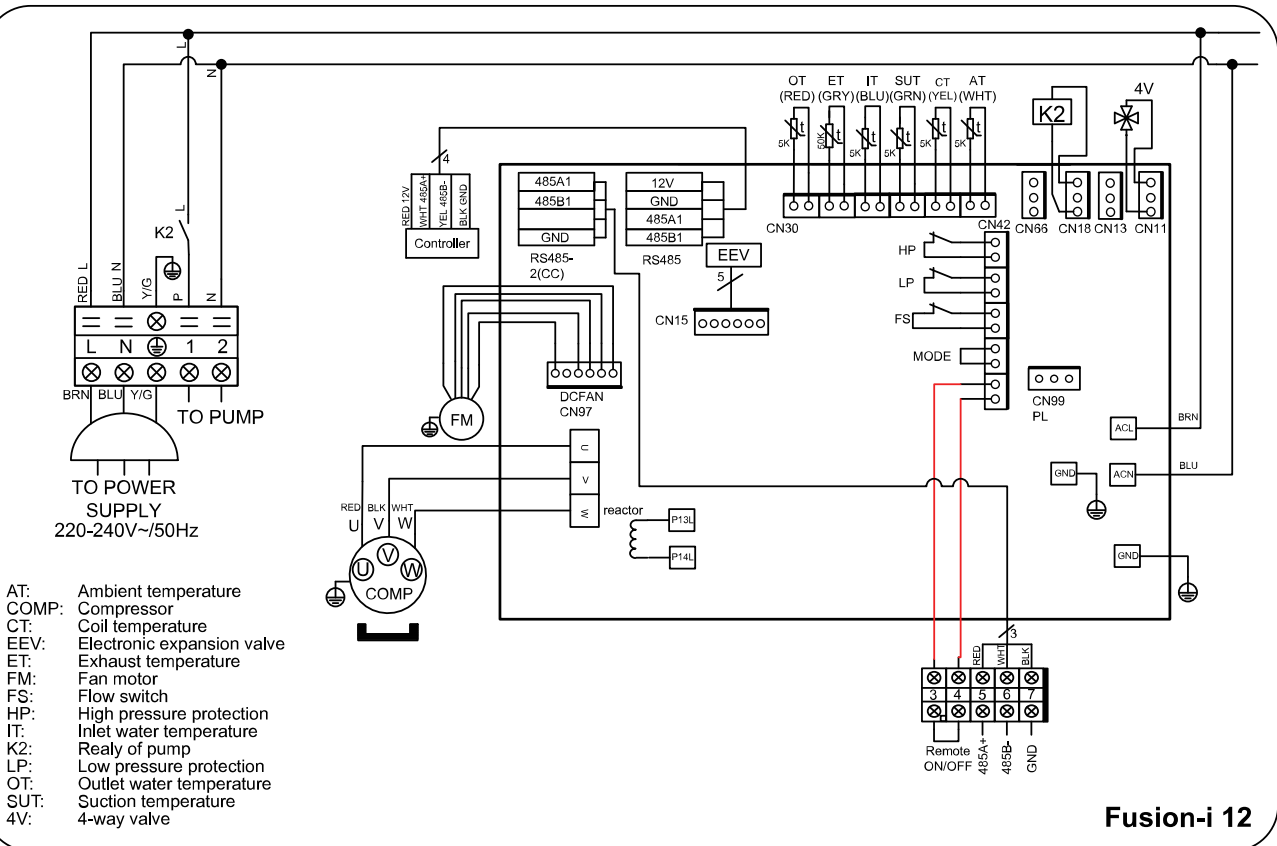 L
N
OT ET IT SUT CT AT
(RED) (GRY) (BLU) (GRN) (YEL) (WHT)
t t t t t t
5K 50K 5K 5K 5K 5K
K2
4V
4
RED 12V
WHT 485A+
YEL 485B-
BLK GND
Controller
485A1
485B1
GND
RS485-
2(CC)
12V
GND
485A1
485B1
RS485
EEV
5
CN15
CN30
CN42
CN66
CN18
CN13
CN11
HP
LP
FS
MODE
CN99
PL
L
K2
RED L
BLU N
Y/G
P
N
L N 1 2
BRN BLU Y/G
TO PUMP
TO POWER
SUPPLY
220-240V~/50Hz
DCFAN
CN97
FM
U
V
W
reactor
P13L
P14L
RED BLK WHT
U V W
U V W
COMP
ACL
BRN
ACN
BLU
GND
GND
3
RED
WHT
BLK
3 4 5 6 7
Remote
ON/OFF
485A+
485B-
GND
AT: Ambient temperature
COMP: Compressor
CT: Coil temperature
EEV: Electronic expansion valve
ET: Exhaust temperature
FM: Fan motor
FS: Flow switch
HP: High pressure protection
IT: Inlet water temperature
K2: Realy of pump
LP: Low pressure protection
OT: Outlet water temperature
SUT: Suction temperature
4V: 4-way valve
Fusion-i 12